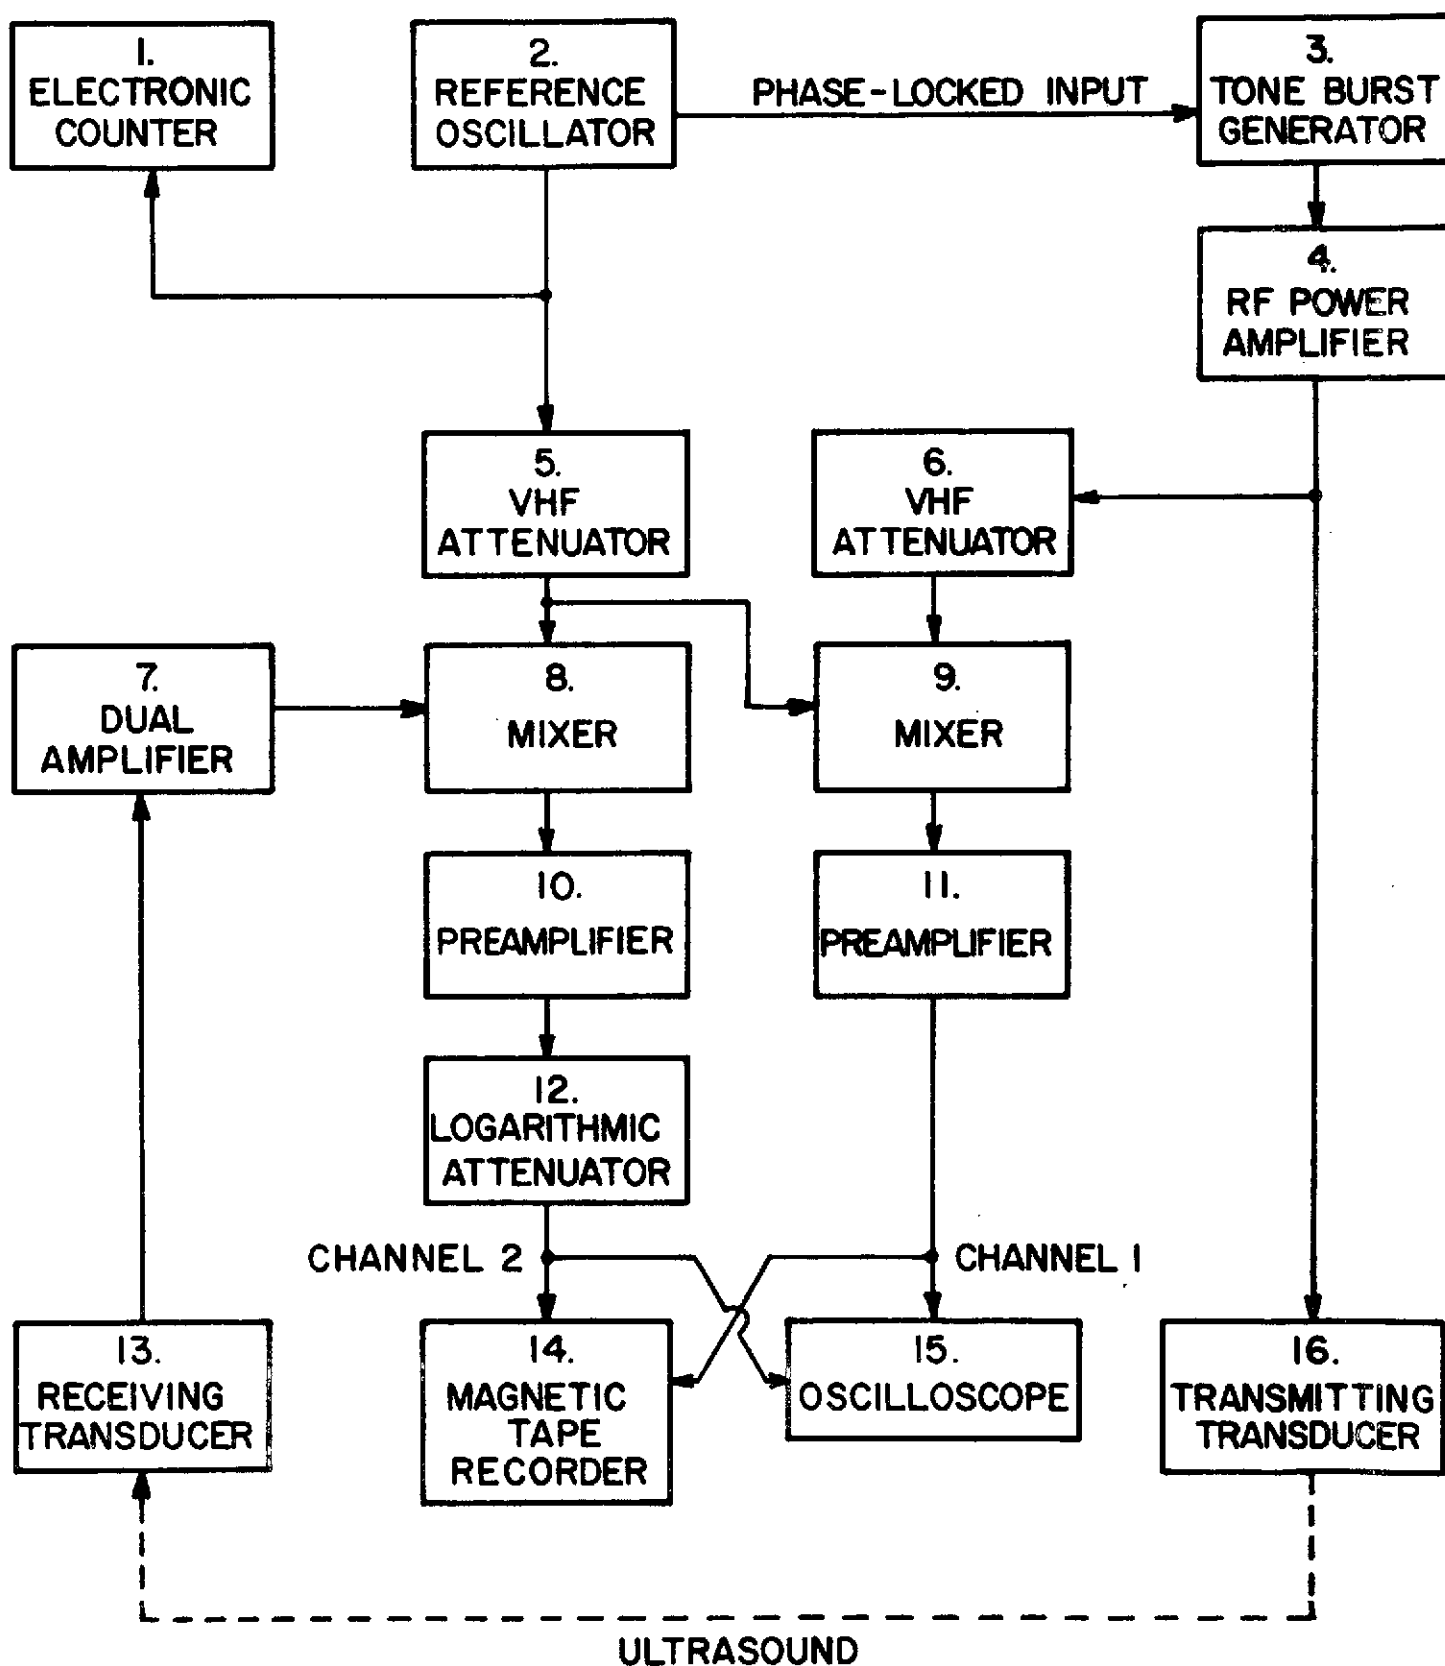 1.
ELECTRONIC
COUNTER
2.
REFERENCE
OSCILLATOR
PHASE-LOCKED INPUT
3.
TONE BURST
GENERATOR
4.
RF POWER
AMPLIFIER
5.
VHF
ATTENUATOR
6.
VHF
ATTENUATOR
7.
DUAL
AMPLIFIER
8.
MIXER
9.
MIXER
10.
PREAMPLIFIER
11.
PREAMPLIFIER
12.
LOGARITHMIC
ATTENUATOR
CHANNEL 2
CHANNEL 1
13.
RECEIVING
TRANSDUCER
14.
MAGNETIC
TAPE
RECORDER
15.
OSCILLOSCOPE
16.
TRANSMITTING
TRANSDUCER
ULTRASOUND